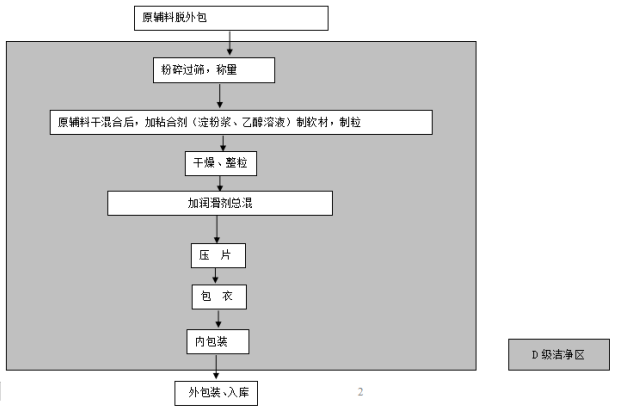 原辅料脱外包
粉碎过筛，称量
原辅料干混合后，加粘合剂（淀粉浆、乙醇溶液）制软材，制粒
干燥、整粒
加润滑剂总混
压 片
包 衣
内包装
D 级洁净区
外包装、入库
2